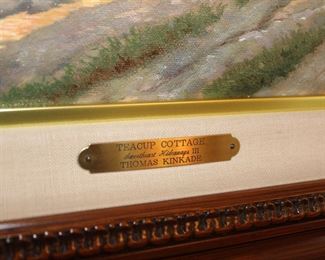 TEACUP COTTAGE
Sweetheart Hideaways III
THOMAS KINKADE